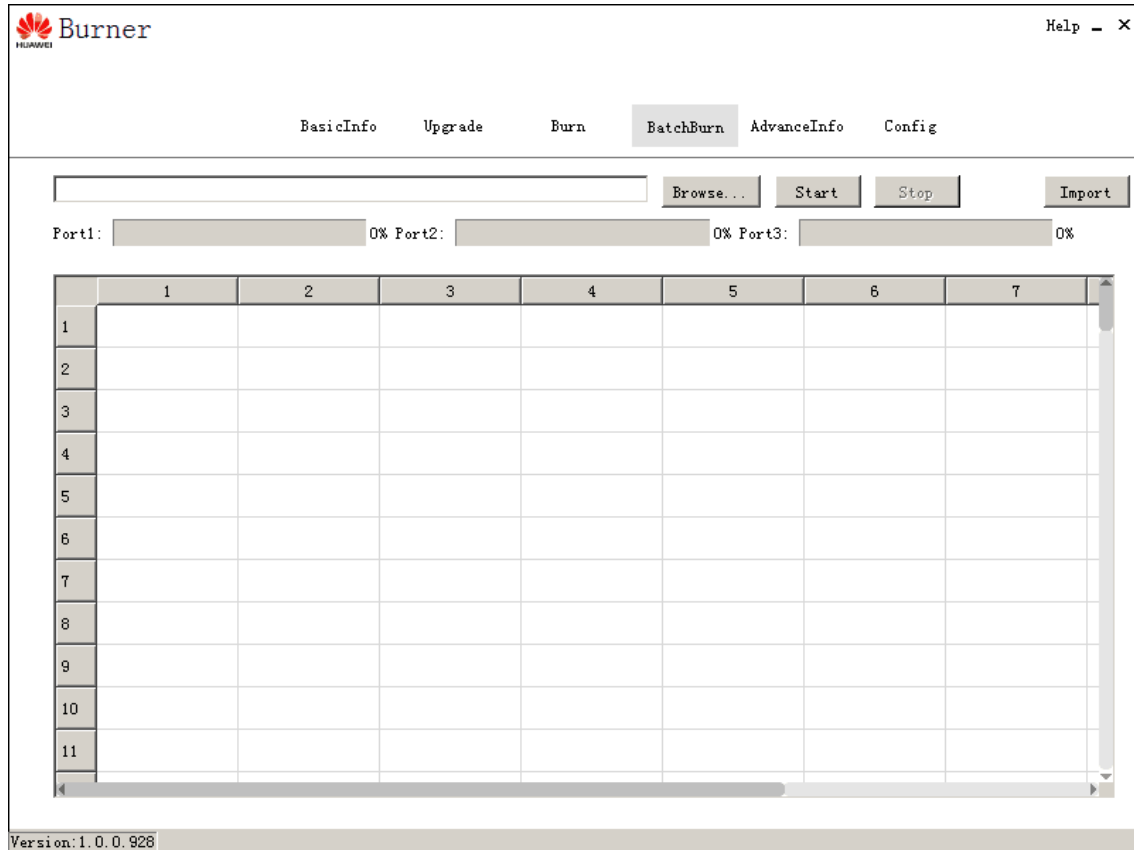 HUAWEI Burner Help
BasicInfo Upgrade Burn BatchBurn AdvanceInfo Config
Browse... Start Stop Import
Port1: 0% Port2: 0% Port3: 0%
1 2 3 4 5 6 7
1
2
3
4
5
6
7
8
9
10
11
Version:1.0.0.928